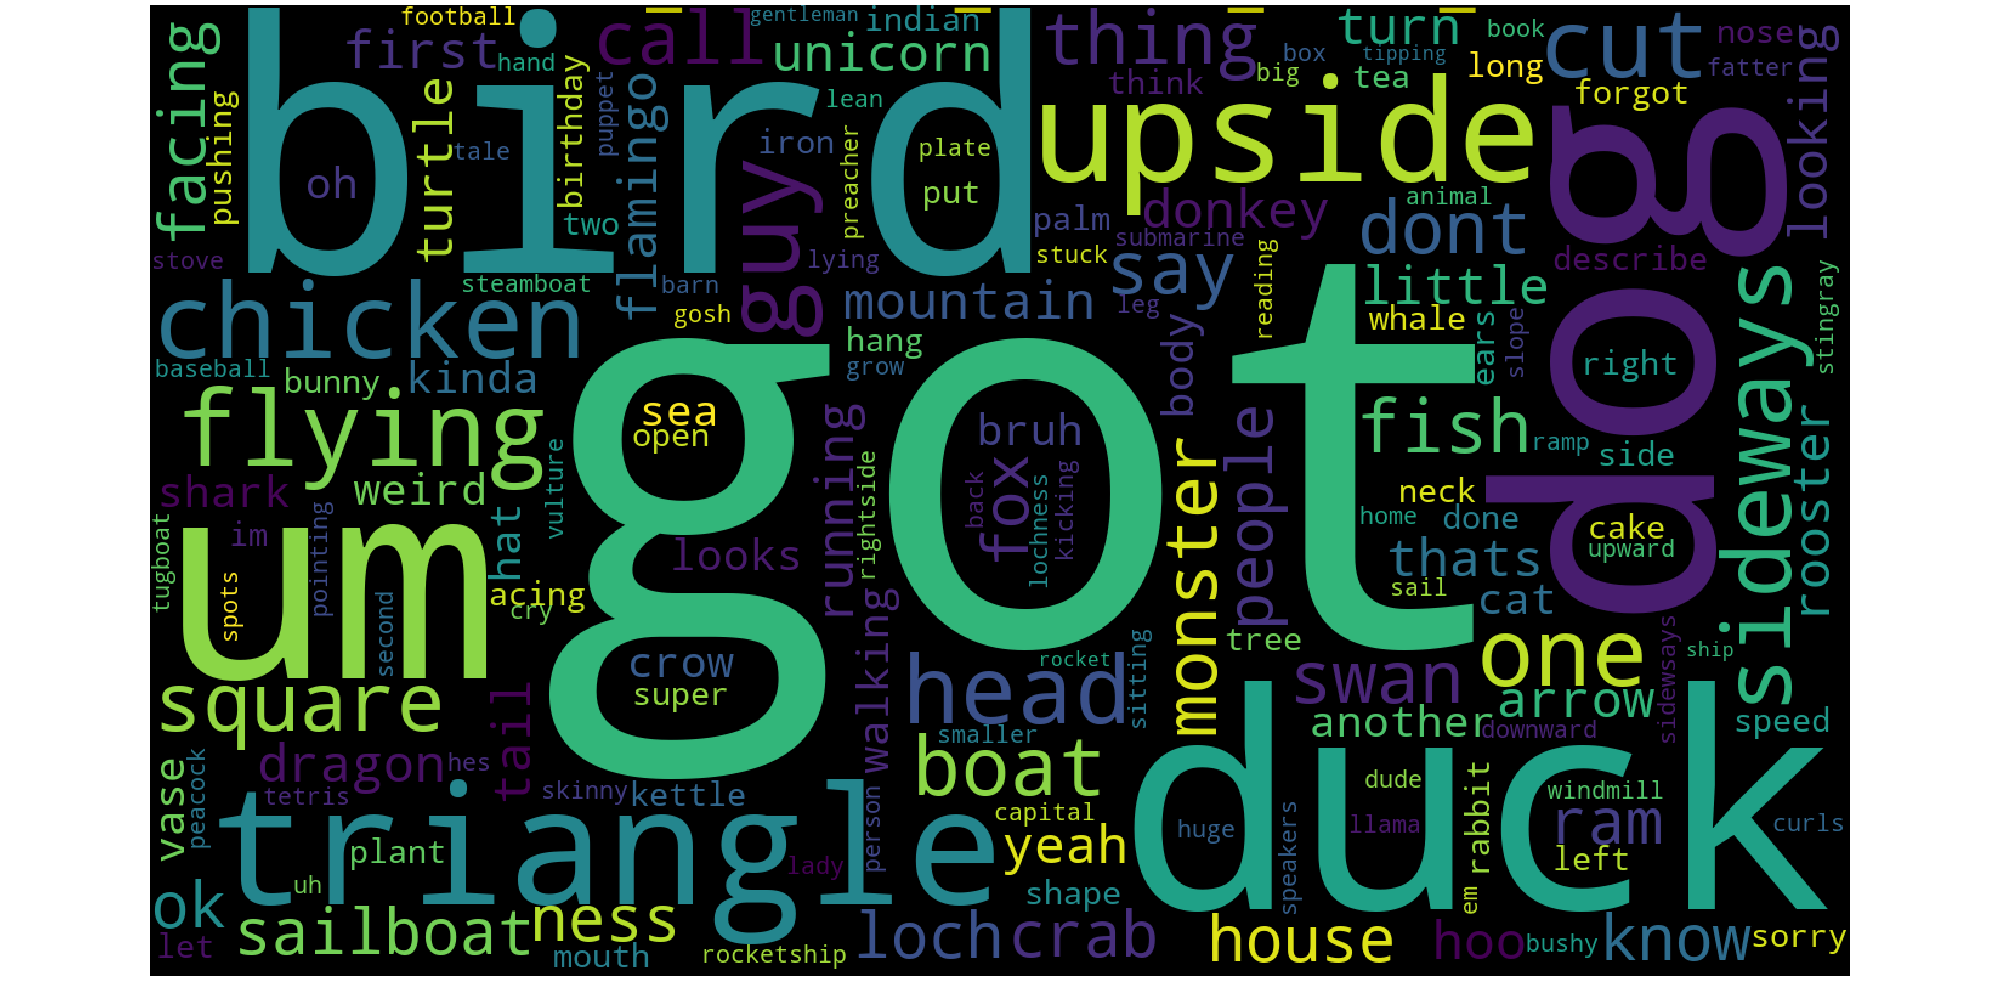 football
gentleman
indian
turn
book
cut
nose
facing
first
hand
bird
call
unicorn
thing
box
tipping
long
fatter
looking
pushing
turtle
birthday
puppet
flamingo
lean
think
big
tea
forgot
upside
dog
oh
tale
iron
preacher
plate
put
guy
two
palm
donkey
animal
dont
submarine
stuck
say
describe
stove
steamboat
barn
lying
reading
chicken
gosh
mountain
leg
little
whale
ears
slope
stingray
sideways
baseball
bunny
kinda
hang
grow
body
right
flying
sea
open
got
running
bruh
fox
back
lochness
kicking
people
fish
ramp
side
rooster
shark
weird
vulture
rightside
monster
neck
home
done
cake
upward
tugboat
im
pointing
hat
looks
thats
um
spots
second
acing
cry
sail
cat
tree
one
sidewsays
ship
crow
super
walking
head
rocket
sitting
swan
arrow
square
tail
another
downward
speed
smaller
vase
peacock
dragon
hes
boat
duck
tetris
skinny
kettle
person
capital
dude
rabbit
windmill
triangle
plant
yeah
huge
speakers
llama
ram
curls
uh
lady
left
shape
em
ok
sailboat
ness
loch
crab
house
hoo
bushy
know
sorry
let
mouth
rocketship